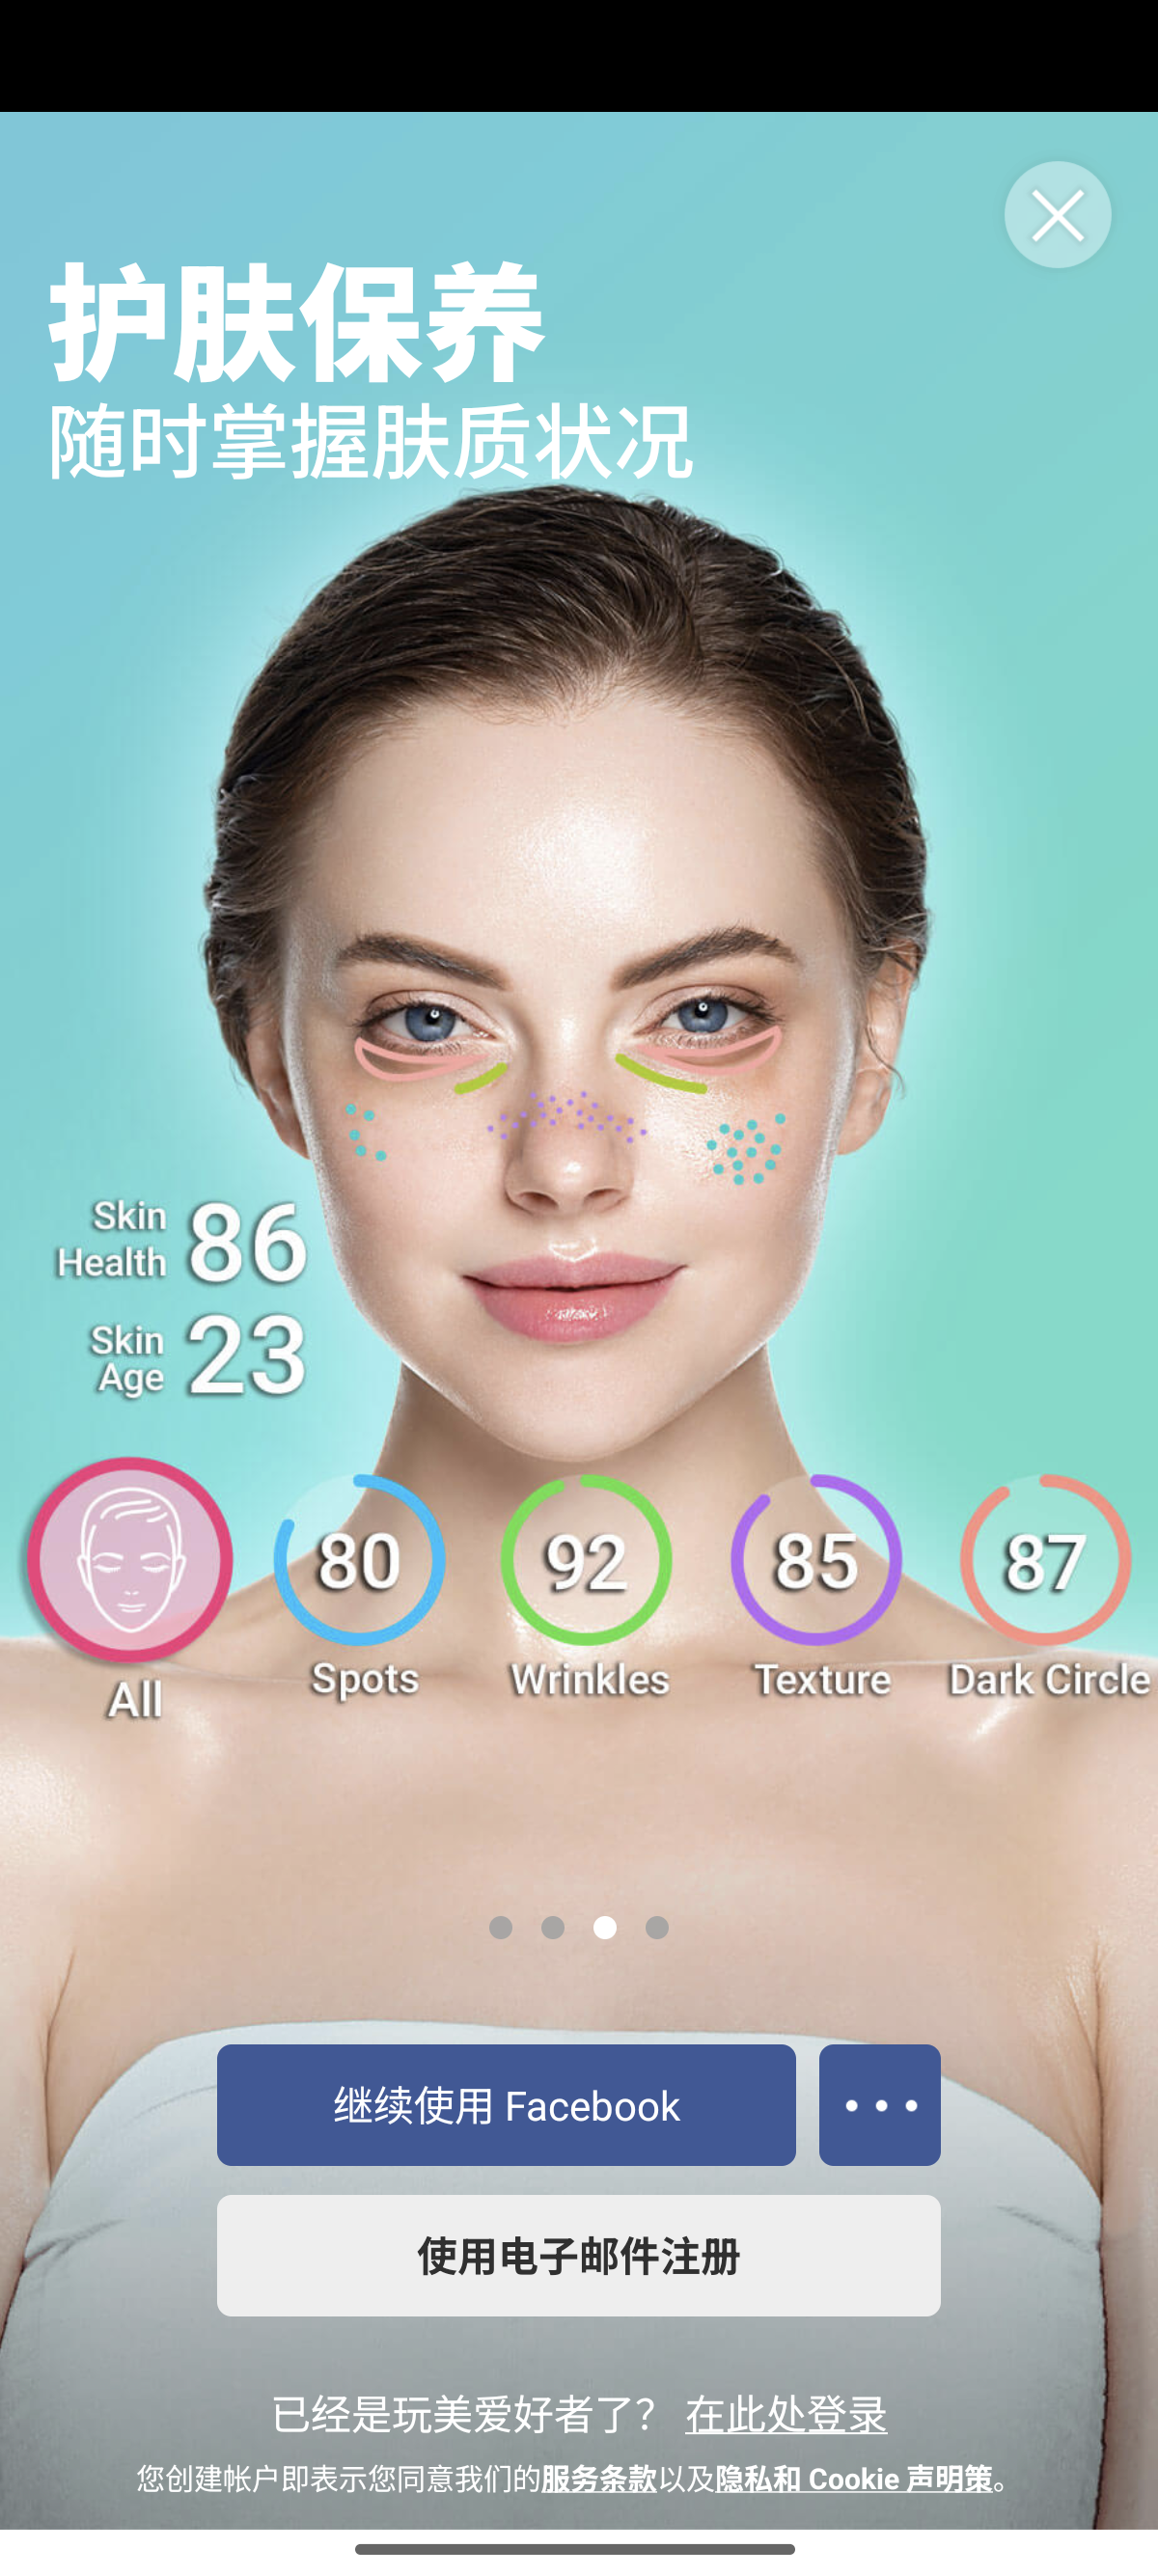 护肤保养
随时掌握肤质状况
Skin Health 86
Skin Age 23
80
92
85
87
All
Spots
Wrinkles
Texture
Dark Circle
继续使用 Facebook
使用电子邮件注册
已经是玩美爱好者了？ 在此处登录
您创建帐户即表示您同意我们的服务条款以及隐私和 Cookie 声明策。